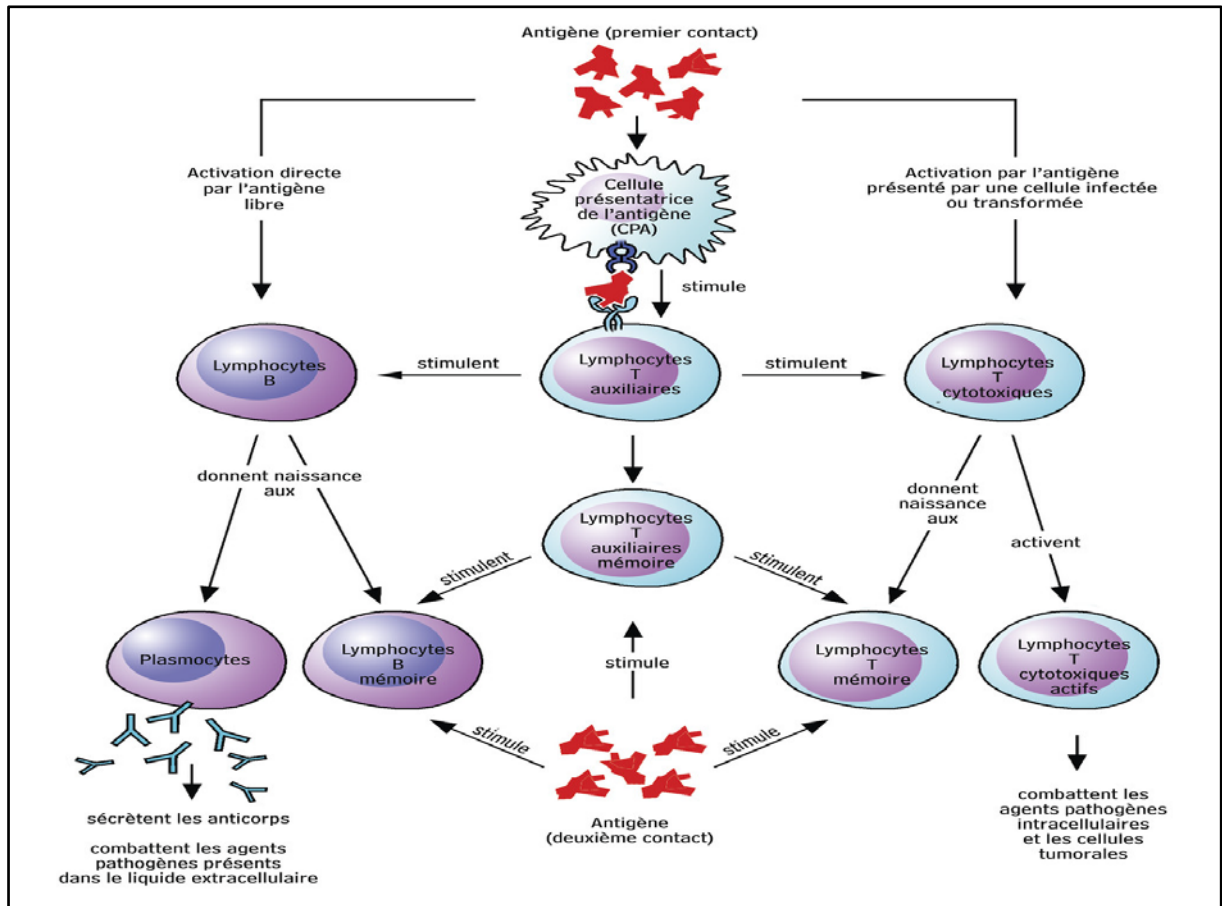 Antigène (premier contact)
Activation directe
par l'antigène
libre
Cellule
présentatrice
de l'antigène
(CPA)
Activation par l'antigène
présenté par une cellule infectée
ou transformée
stimule
Lymphocytes
B
stimulent
Lymphocytes
T
auxiliaires
stimulent
Lymphocytes
T
cytotoxiques
donnent naissance
aux
Lymphocytes
T
auxiliaires
mémoire
donnent
naissance
aux
activent
stimulent
stimulent
Plasmocytes
Lymphocytes
B
mémoire
stimule
Lymphocytes
T
mémoire
Lymphocytes
T
cytotoxiques
actifs
stimule
stimule
sécrètent les anticorps
combattent les agents
pathogènes présents
dans le liquide extracellulaire
Antigène
(deuxième contact)
combattent les
agents pathogènes
intracellulaires
et les cellules
tumorales